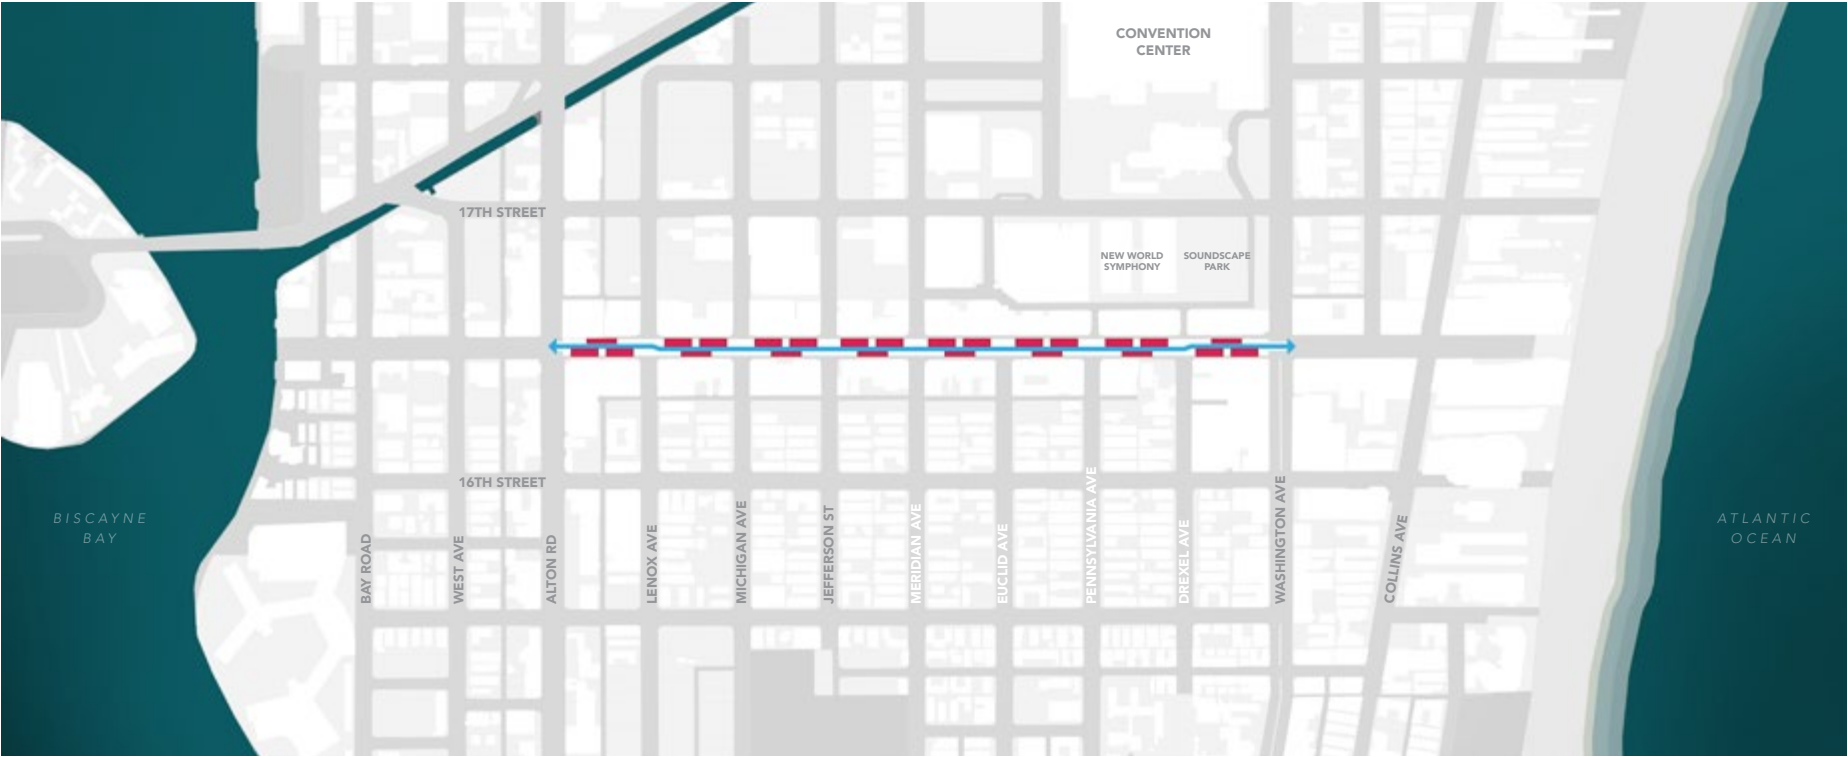 CONVENTION
CENTER
17TH STREET
NEW WORLD
SYMPHONY
SOUNDSCAPE
PARK
16TH STREET
BISCAYNE
BAY
ATLANTIC
OCEAN
BAY ROAD
WEST AVE
ALTON RD
LENOX AVE
MICHIGAN AVE
JEFFERSON ST
MERIDIAN AVE
EUCLID AVE
PENNSYLVANIA AVE
DREXEL AVE
WASHINGTON AVE
COLLINS AVE